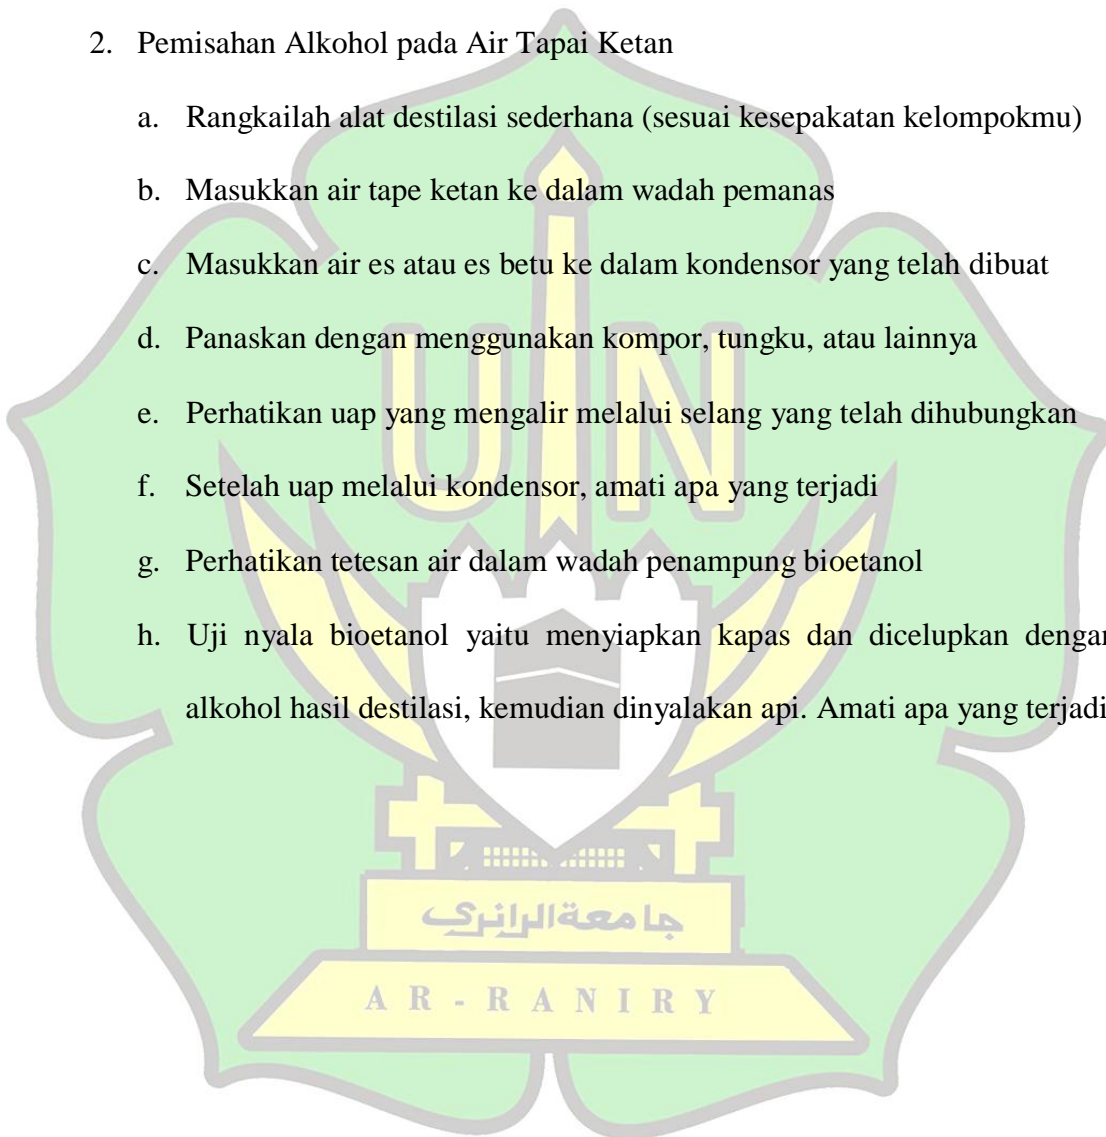 2. Pemisahan Alkohol pada Air Tapai Ketan
a. Rangkailah alat destilasi sederhana (sesuai kesepakatan kelompokmu)
b. Masukkan air tape ketan ke dalam wadah pemanas
c. Masukkan air es atau es betu ke dalam kondensor yang telah dibuat
d. Panaskan dengan menggunakan kompor, tungku, atau lainnya
e. Perhatikan uap yang mengalir melalui selang yang telah dihubungkan
f. Setelah uap melalui kondensor, amati apa yang terjadi
g. Perhatikan tetesan air dalam wadah penampung bioetanol
h. Uji nyala bioetanol yaitu menyiapkan kapas dan dicelupkan dengan
alkohol hasil destilasi, kemudian dinyalakan api. Amati apa yang terjadi
UIN
جامعة الرانري
AR-RANIRY